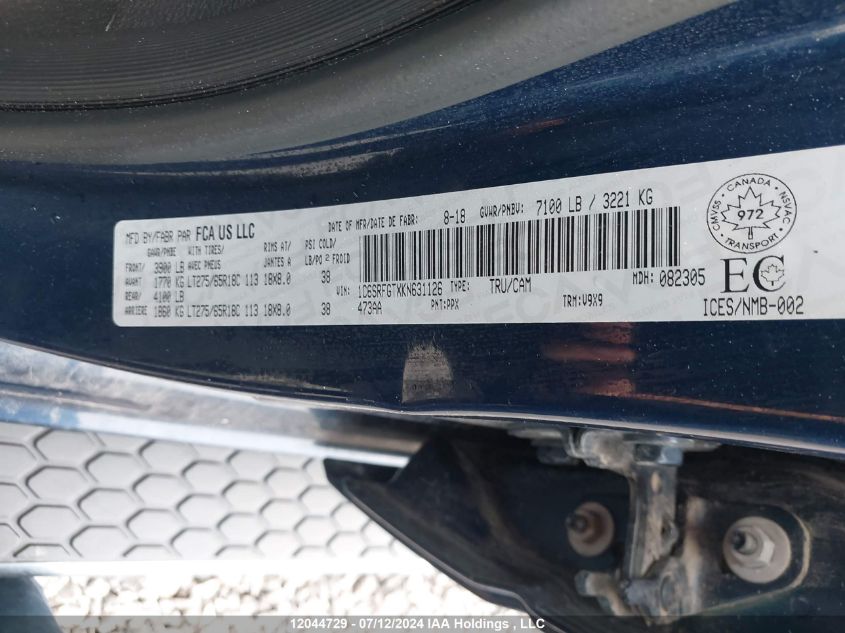 MFD BY/FABR PAR FCA US LLC
DATE OF MFR/DATE DE FABR: 8-18 GVWR/PNBV: 7100 LB / 3221 KG
GAWR/PNBE WITH TIRES/ RIMS AT/ PSI COLD/
AVEC PNEUS JANTES A LB/PO 2 FROID
FRONT/ 3900 LB
AVANT 1770 KG LT275/65R18C 113 18X8.0 38
REAR/ 4100 LB
ARRIERE 1860 KG LT275/65R18C 113 18X8.0 38
VIN: 1C6SRFGTXKN631126 TYPE: TRU/CAM MDH: 082305
473AA PNT: PPX TRM: V9X9
CMVSS · CANADA · NSVAC
972
· TRANSPORT ·
EC
ICES/NMB-002
12044729 - 07/12/2024 IAA Holdings , LLC